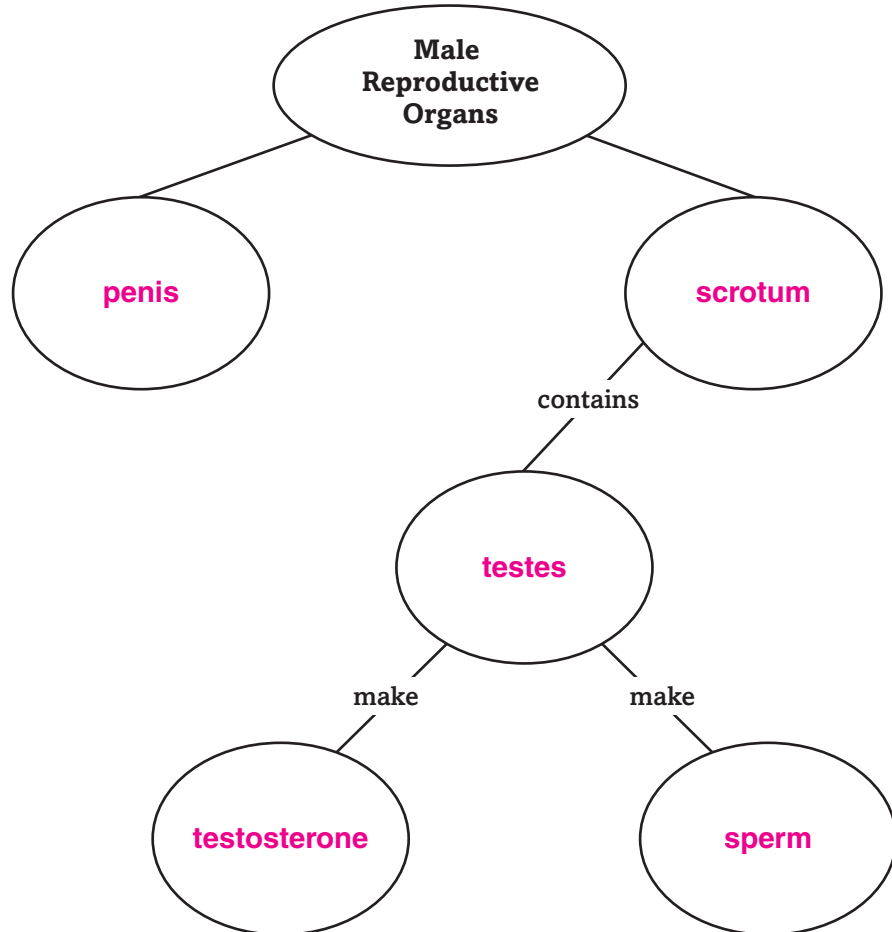 Male
Reproductive
Organs
penis
scrotum
contains
testes
make
make
testosterone
sperm